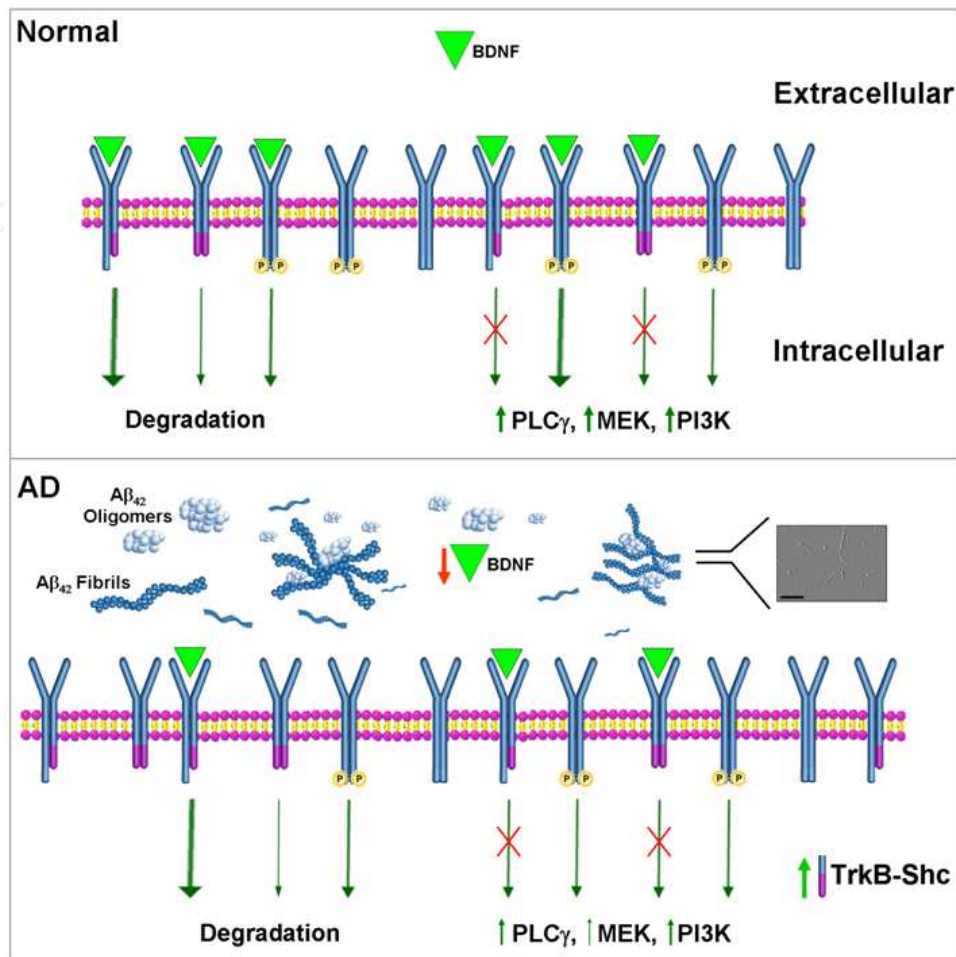 Normal
BDNF
Extracellular
P P
P P
P P
P P
Intracellular
Degradation
PLCγ, MEK, PI3K
AD
Aβ42
Oligomers
BDNF
Aβ42 Fibrils
P P
P P
P P
TrkB-Shc
Degradation
PLCγ, MEK, PI3K